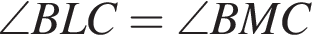 ∠BLC = ∠BMC